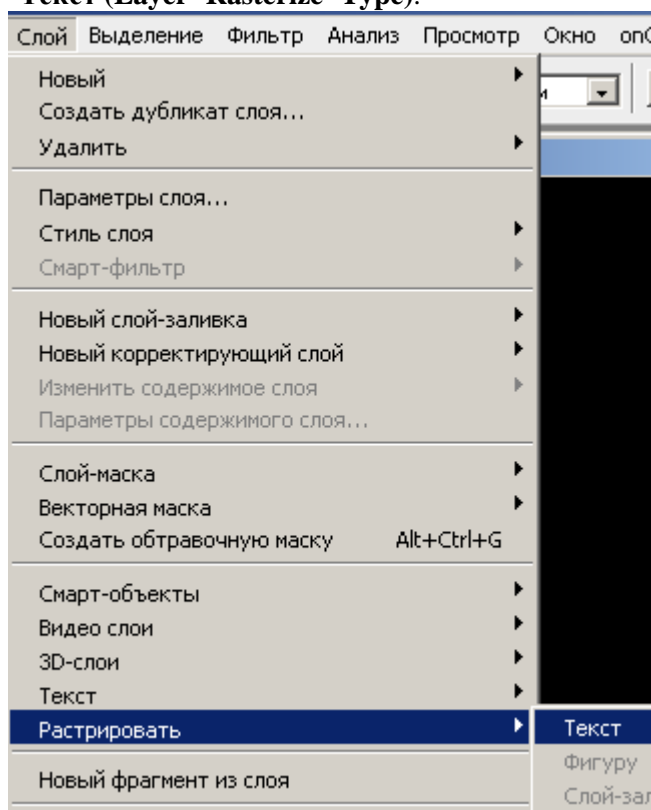 Текст (Layer Rasterize Type).
Слой Выделение Фильтр Анализ Просмотр Окно
Новый
Создать дубликат слоя...
Удалить
Параметры слоя...
Стиль слоя
Смарт-фильтр
Новый слой-заливка
Новый корректирующий слой
Изменить содержимое слоя
Параметры содержимого слоя...
Слой-маска
Векторная маска
Создать обтравочную маску Alt+Ctrl+G
Смарт-объекты
Видео слои
3D-слои
Текст
Растрировать Текст
Фигуру
Новый фрагмент из слоя
Слой-зал